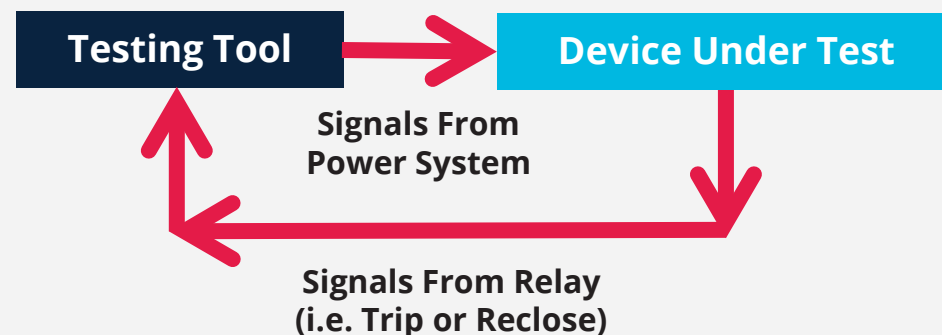 Testing Tool
Device Under Test
Signals From
Power System
Signals From Relay
(i.e. Trip or Reclose)